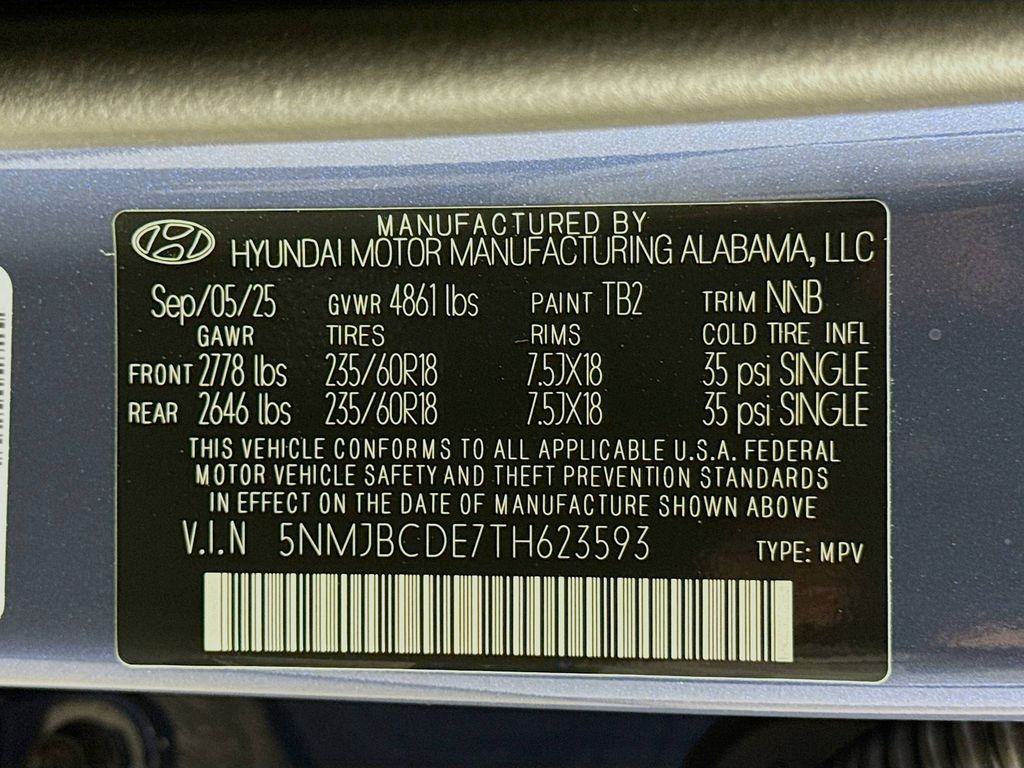 MANUFACTURED BY
HYUNDAI MOTOR MANUFACTURING ALABAMA, LLC
Sep/05/25 GVWR 4861 lbs PAINT TB2 TRIM NNB
GAWR TIRES RIMS COLD TIRE INFL
FRONT 2778 lbs 235/60R18 7.5JX18 35 psi SINGLE
REAR 2646 lbs 235/60R18 7.5JX18 35 psi SINGLE
THIS VEHICLE CONFORMS TO ALL APPLICABLE U.S.A. FEDERAL
MOTOR VEHICLE SAFETY AND THEFT PREVENTION STANDARDS
IN EFFECT ON THE DATE OF MANUFACTURE SHOWN ABOVE
V.I.N 5NMJBCDE7TH623593 TYPE: MPV